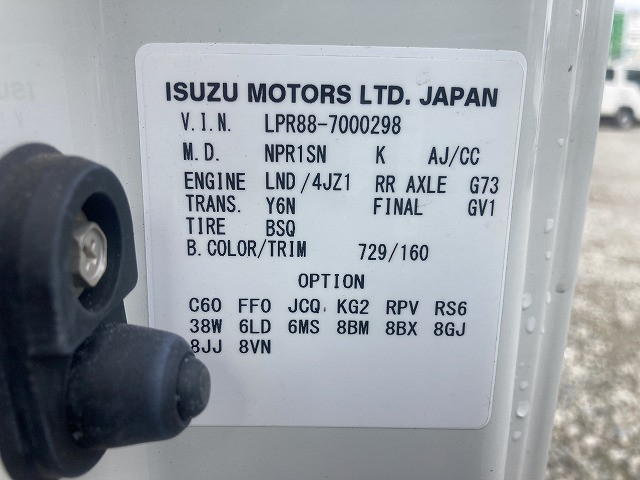 ISUZU MOTORS LTD. JAPAN
V.I.N. LPR88-7000298
M.D. NPR1SN K AJ/CC
ENGINE LND/4JZ1 RR AXLE G73
TRANS. Y6N FINAL GV1
TIRE BSQ
B.COLOR/TRIM 729/160
OPTION
C60 FF0 JCQ KG2 RPV RS6
38W 6LD 6MS 8BM 8BX 8GJ
8JJ 8VN